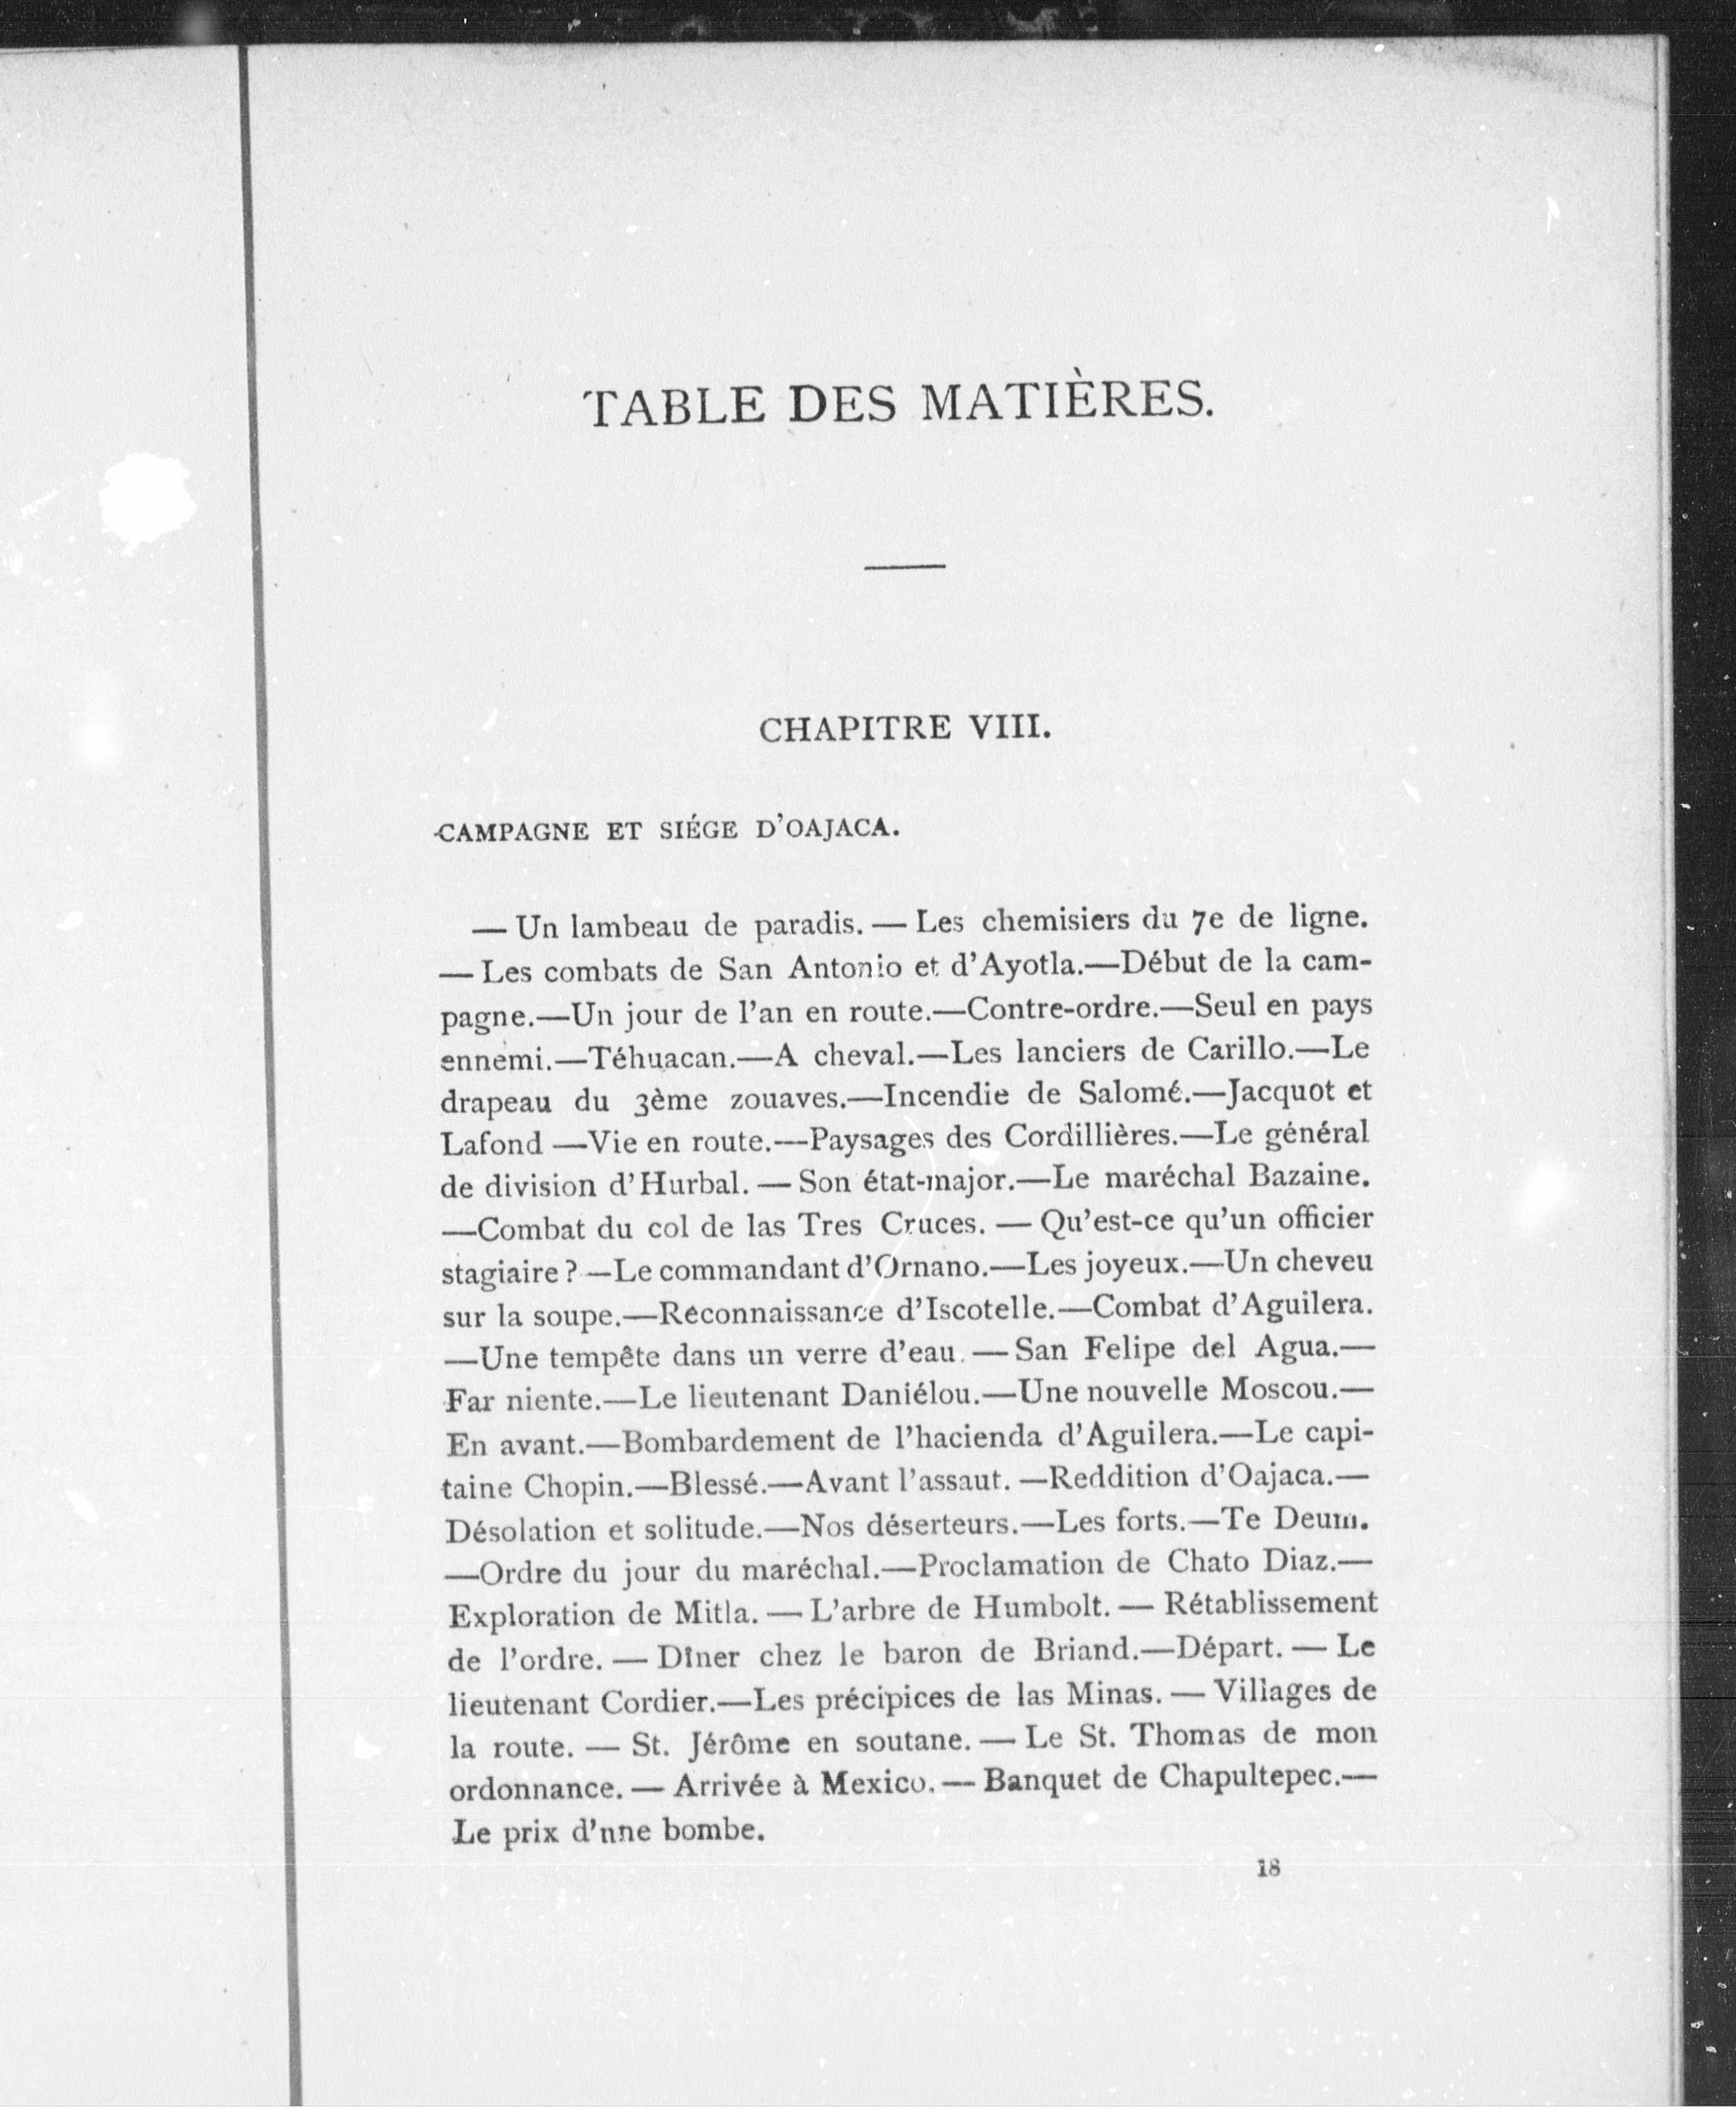 TABLE DES MATIÈRES.
CHAPITRE VIII.
CAMPAGNE ET SIÉGE D'OAJACA.
— Un lambeau de paradis. — Les chemisiers du 7e de ligne.
— Les combats de San Antonio et d'Ayotla.—Début de la cam-
pagne.—Un jour de l'an en route.—Contre-ordre.—Seul en pays
ennemi.—Téhuacan.—A cheval.—Les lanciers de Carillo.—Le
drapeau du 3ème zouaves.—Incendie de Salomé.—Jacquot et
Lafond —Vie en route.—Paysages des Cordillières.—Le général
de division d'Hurbal. — Son état-major.—Le maréchal Bazaine.
—Combat du col de las Tres Cruces. — Qu'est-ce qu'un officier
stagiaire ? —Le commandant d'Ornano.—Les joyeux.—Un cheveu
sur la soupe.—Reconnaissance d'Iscotelle.—Combat d'Aguilera.
—Une tempête dans un verre d'eau. — San Felipe del Agua.—
Far niente.—Le lieutenant Daniélou.—Une nouvelle Moscou.—
En avant.—Bombardement de l'hacienda d'Aguilera.—Le capi-
taine Chopin.—Blessé.—Avant l'assaut. —Reddition d'Oajaca.—
Désolation et solitude.—Nos déserteurs.—Les forts.—Te Deum.
—Ordre du jour du maréchal.—Proclamation de Chato Diaz.—
Exploration de Mitla. — L'arbre de Humbolt. — Rétablissement
de l'ordre. — Dîner chez le baron de Briand.—Départ. — Le
lieutenant Cordier.—Les précipices de las Minas. — Villages de
la route. — St. Jérôme en soutane. — Le St. Thomas de mon
ordonnance. — Arrivée à Mexico. — Banquet de Chapultepec.—
Le prix d'nne bombe.
18